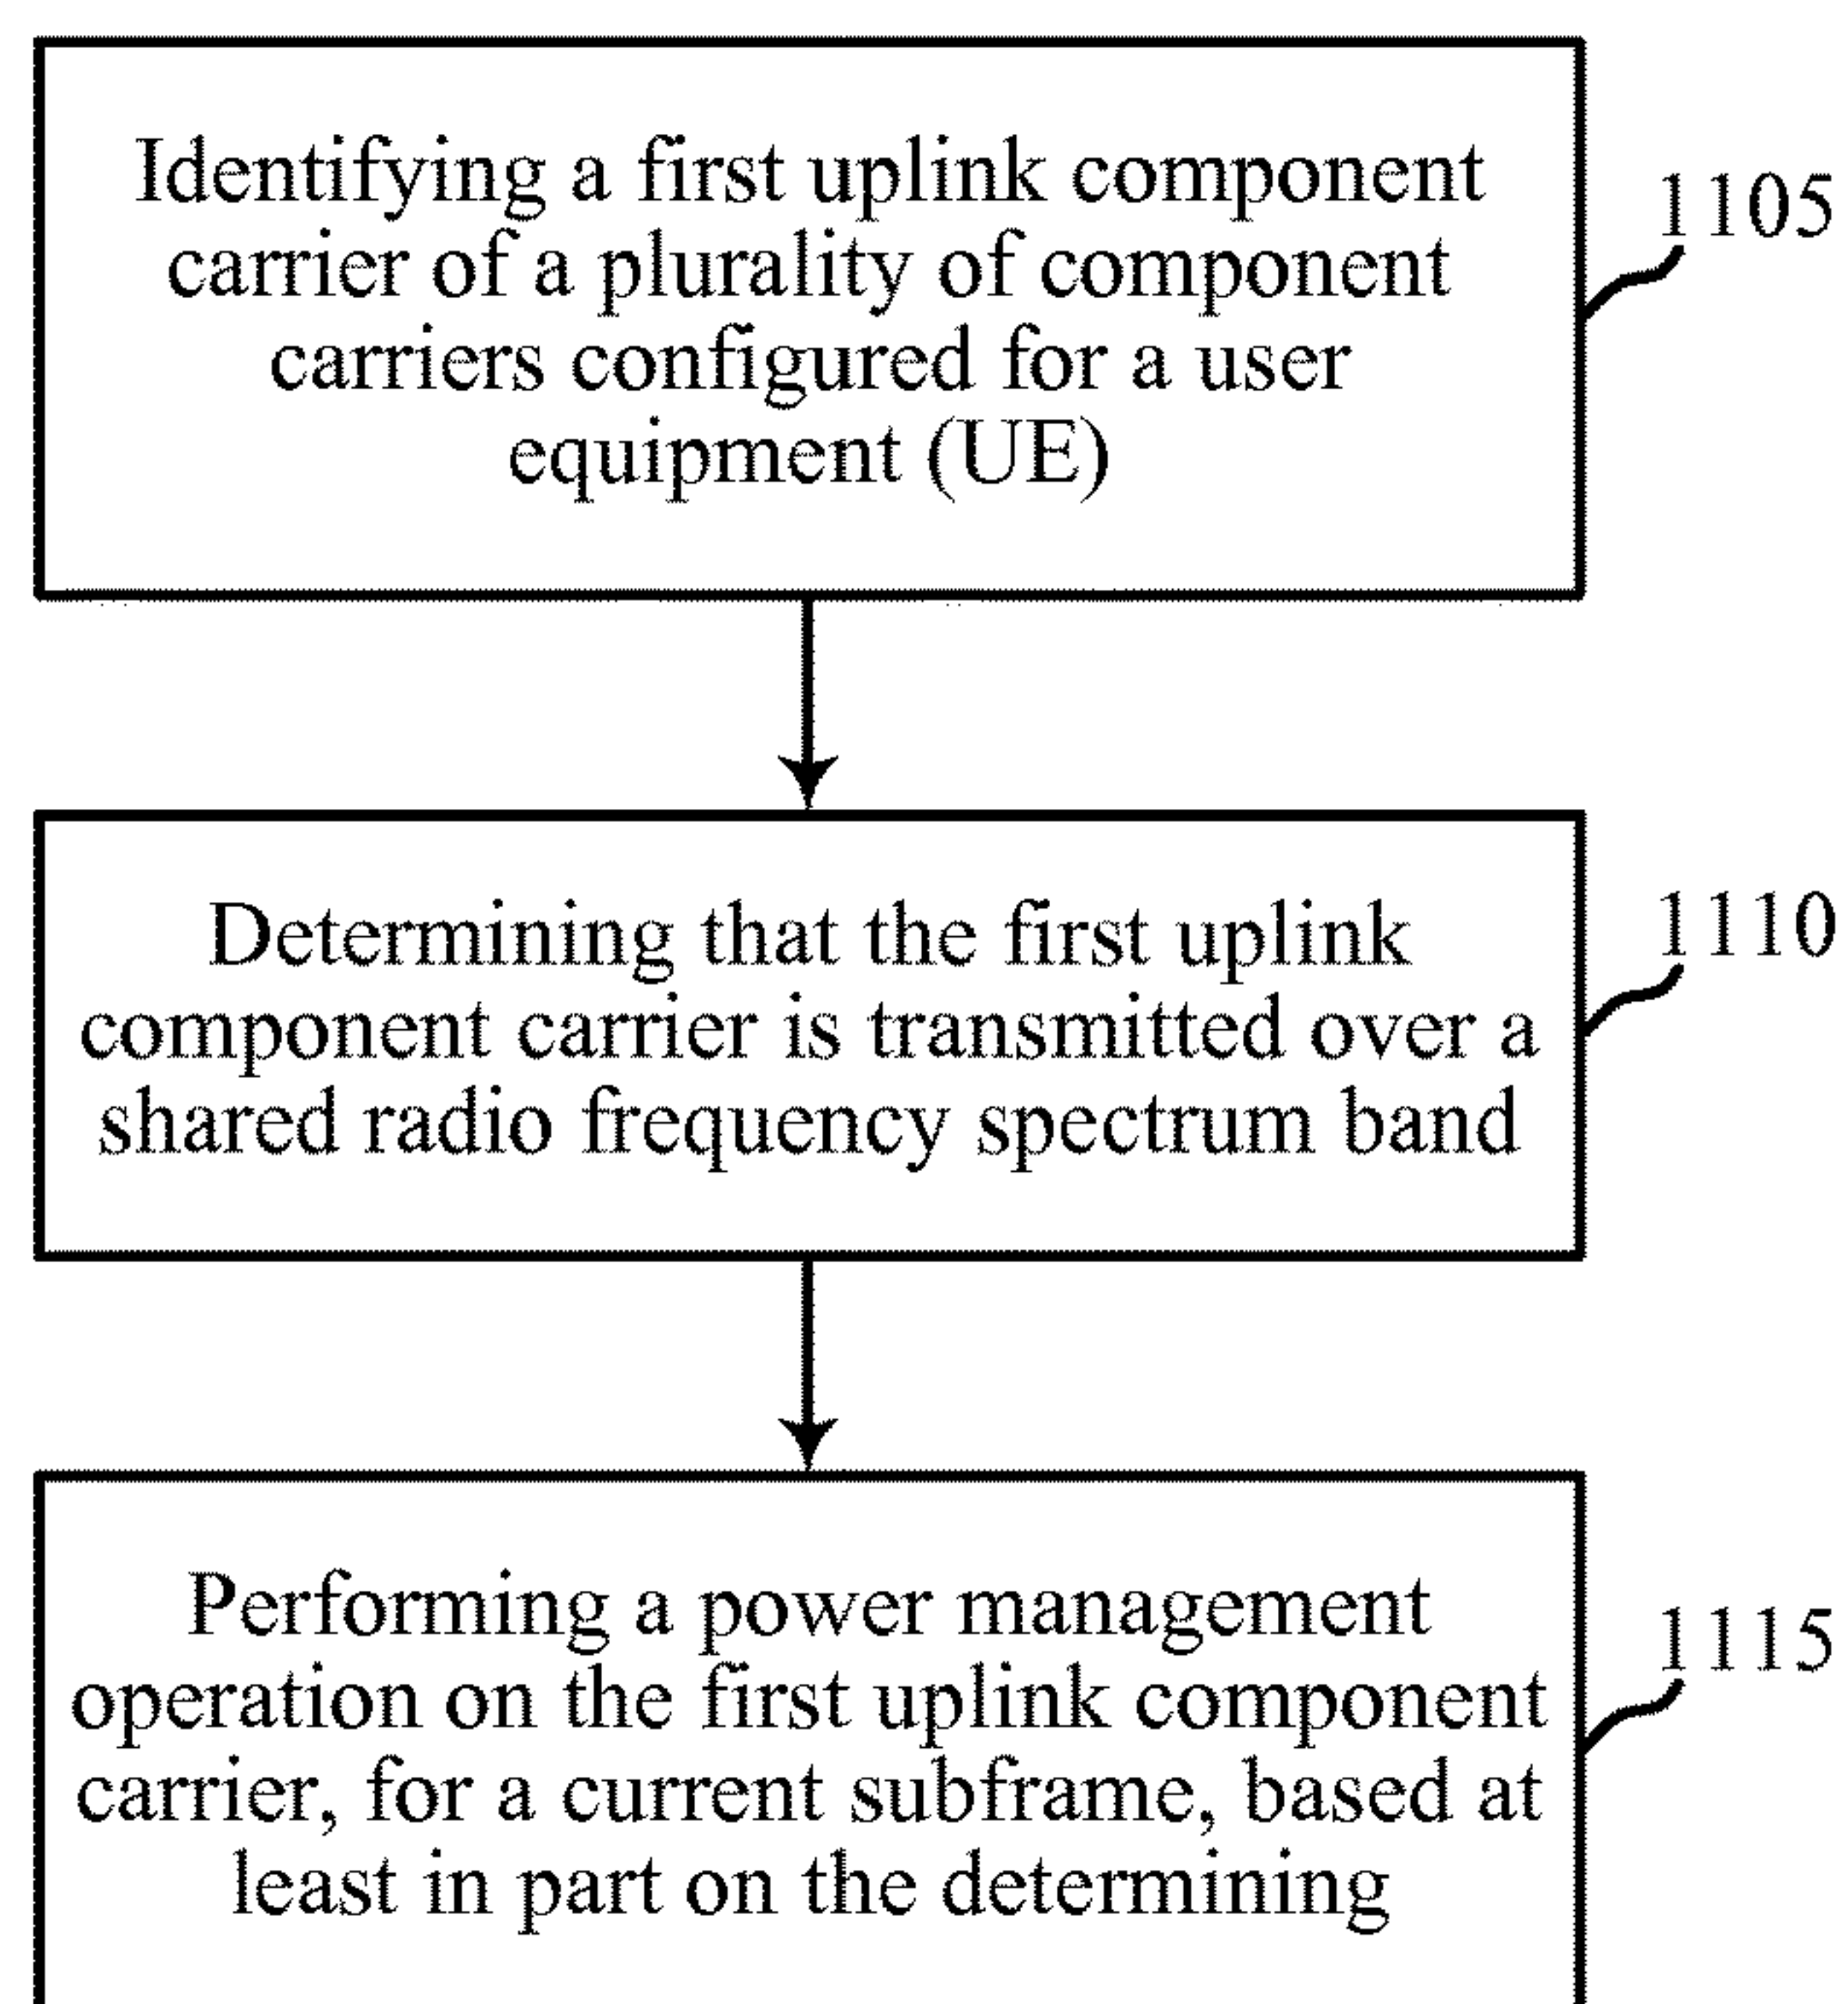 Identifying a first uplink component
carrier of a plurality of component
carriers configured for a user
equipment (UE)
1105
Determining that the first uplink
component carrier is transmitted over a
shared radio frequency spectrum band
1110
Performing a power management
operation on the first uplink component
carrier, for a current subframe, based at
least in part on the determining
1115